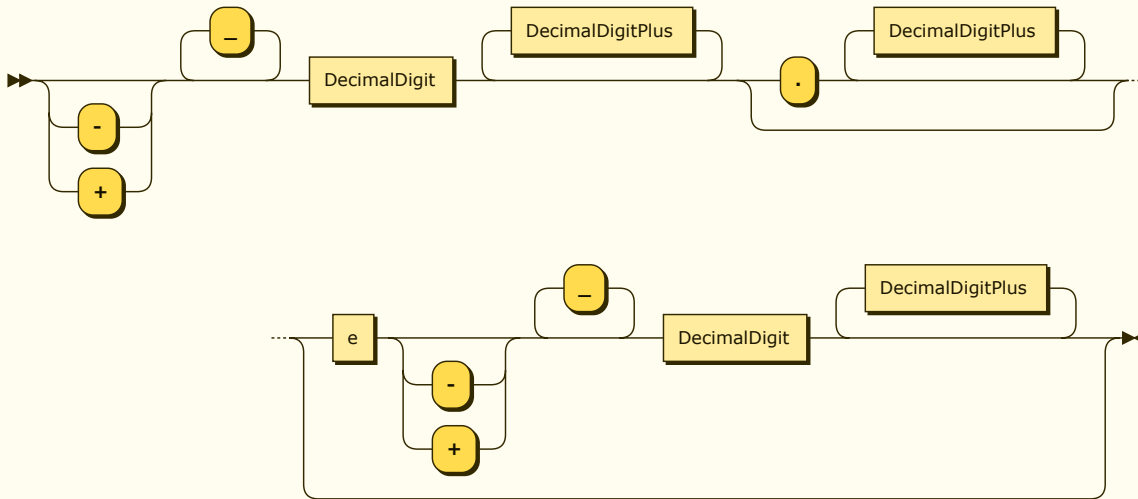 _ DecimalDigitPlus DecimalDigitPlus
DecimalDigit .
-
+
_ DecimalDigitPlus
e DecimalDigit
-
+